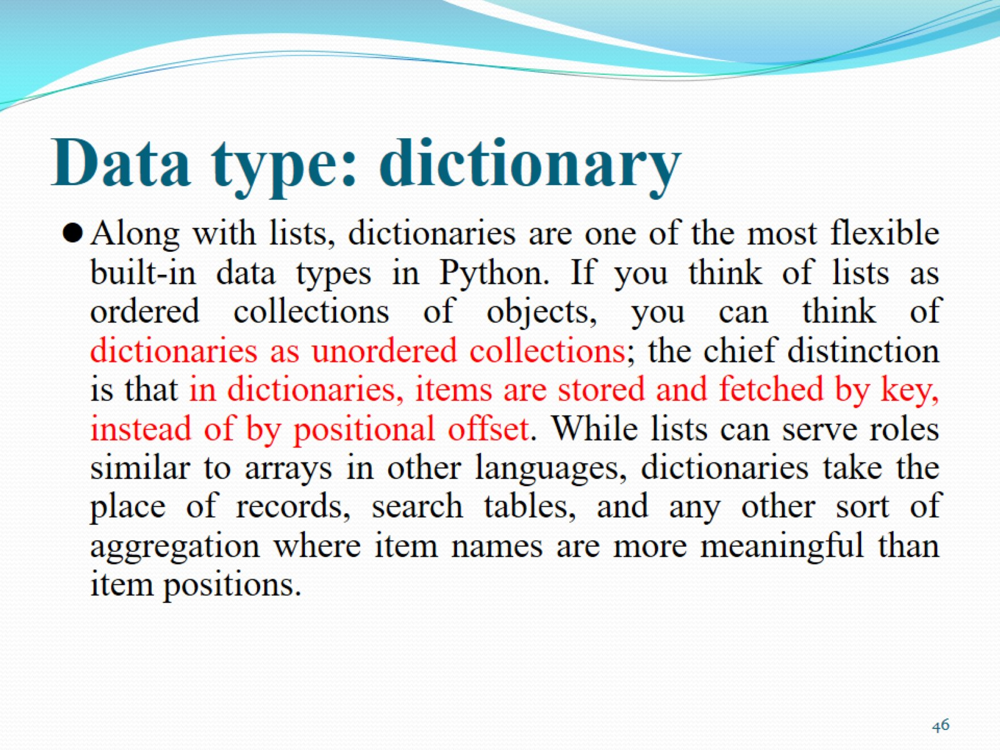 Data type: dictionary
● Along with lists, dictionaries are one of the most flexible
built-in data types in Python. If you think of lists as
ordered collections of objects, you can think of
dictionaries as unordered collections; the chief distinction
is that in dictionaries, items are stored and fetched by key,
instead of by positional offset. While lists can serve roles
similar to arrays in other languages, dictionaries take the
place of records, search tables, and any other sort of
aggregation where item names are more meaningful than
item positions.
46